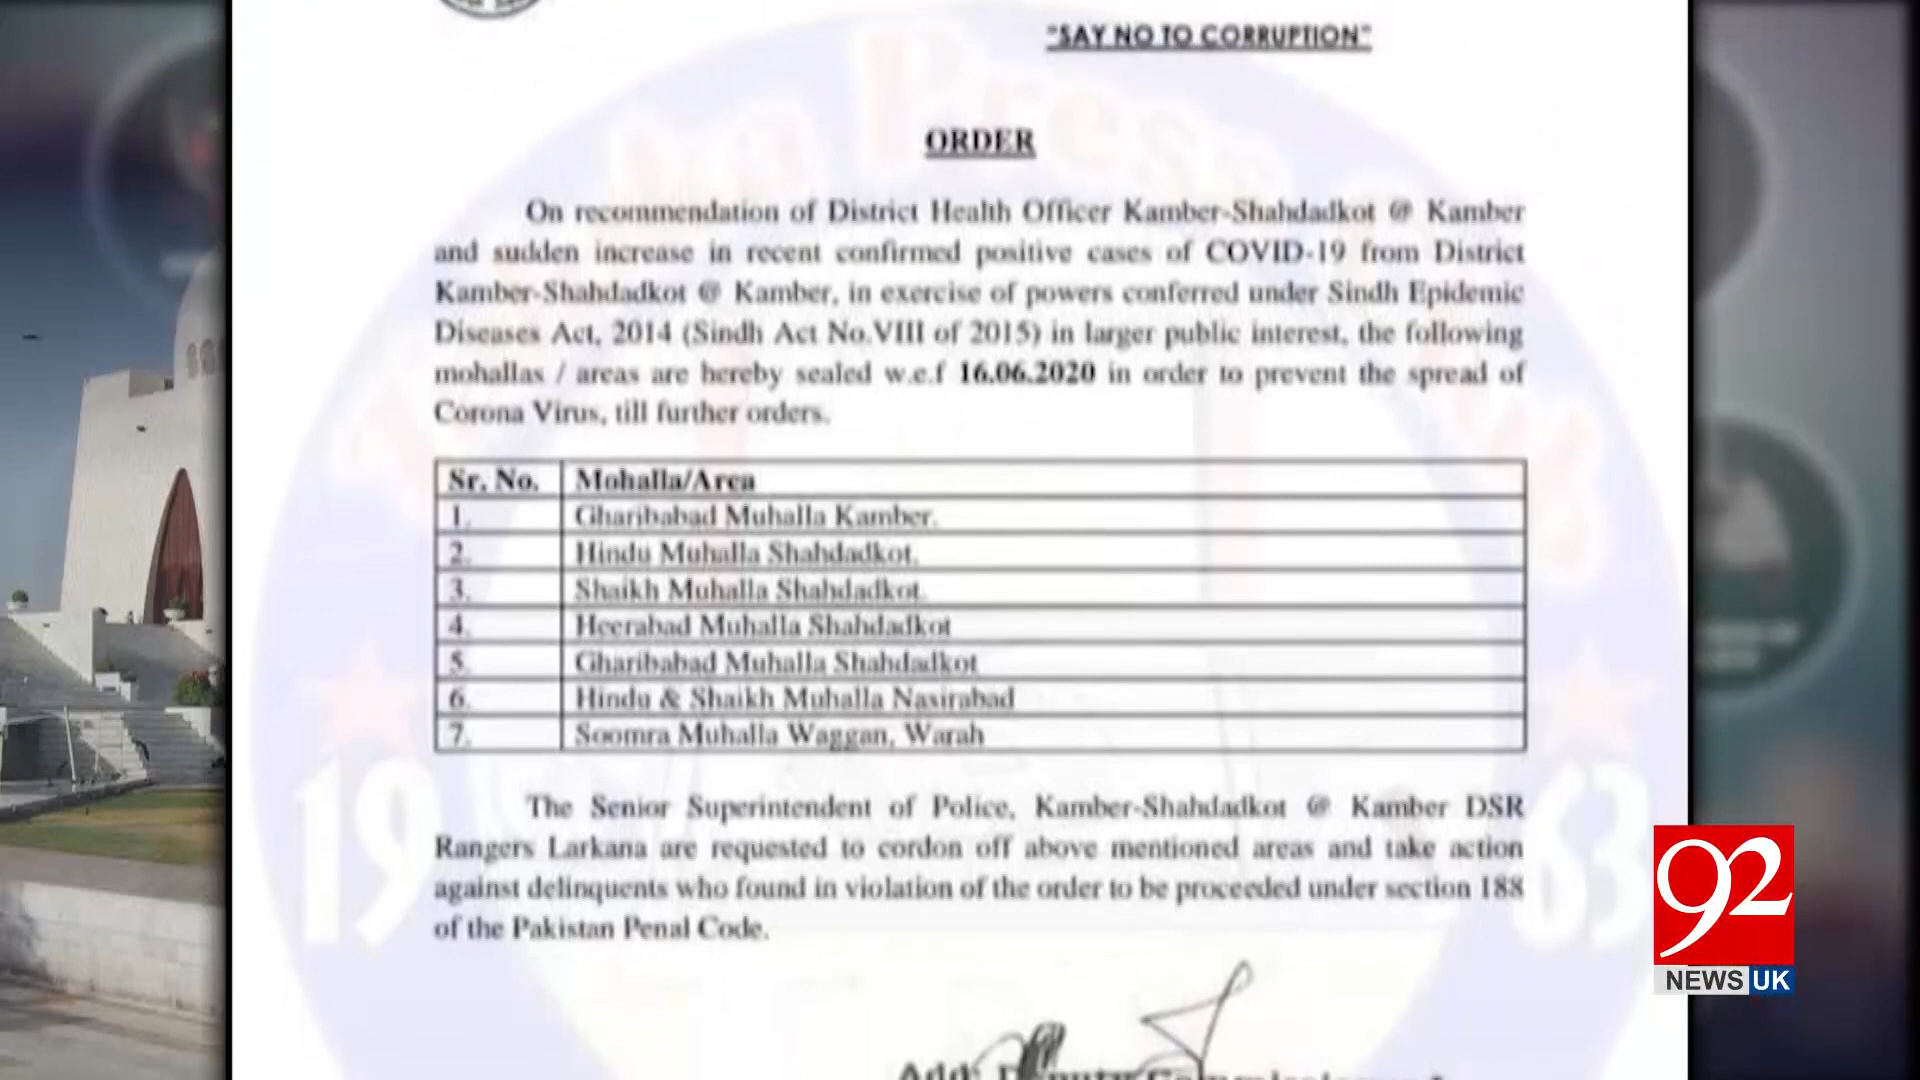 "SAY NO TO CORRUPTION"
ORDER
On recommendation of District Health Officer Kamber-Shahdadkot @ Kamber
and sudden increase in recent confirmed positive cases of COVID-19 from District
Kamber-Shahdadkot @ Kamber, in exercise of powers conferred under Sindh Epidemic
Diseases Act, 2014 (Sindh Act No.VIII of 2015) in larger public interest, the following
mohallas / areas are hereby sealed w.e.f 16.06.2020 in order to prevent the spread of
Corona Virus, till further orders.
Sr. No. Mohalla/Area
1. Gharibabad Muhalla Kamber.
2. Hindu Muhalla Shahdadkot.
3. Shaikh Muhalla Shahdadkot.
4. Heerabad Muhalla Shahdadkot
5. Gharibabad Muhalla Shahdadkot
6. Hindu & Shaikh Muhalla Nasirabad
7. Soomra Muhalla Waggan, Warah
The Senior Superintendent of Police, Kamber-Shahdadkot @ Kamber DSR
Rangers Larkana are requested to cordon off above mentioned areas and take action
against delinquents who found in violation of the order to be proceeded under section 188
of the Pakistan Penal Code.
19
63
92
NEWS UK